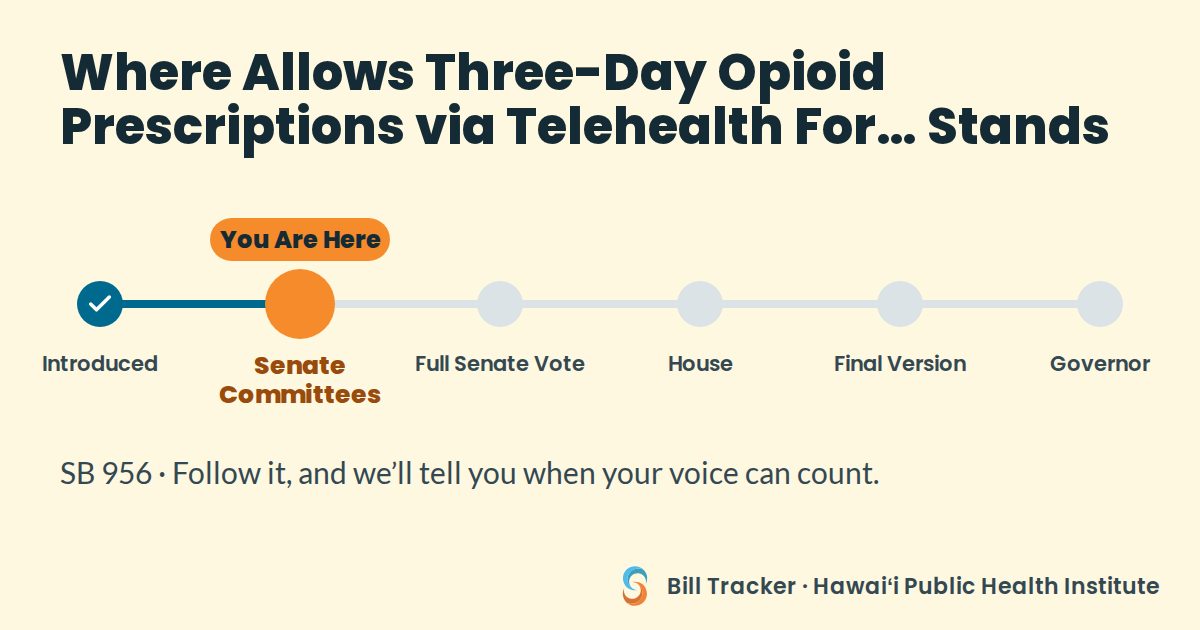 Where Allows Three-Day Opioid
Prescriptions via Telehealth For... Stands
You Are Here
Introduced
Senate
Committees
Full Senate Vote
House
Final Version
Governor
SB 956 · Follow it, and we’ll tell you when your voice can count.
Bill Tracker · Hawaiʻi Public Health Institute